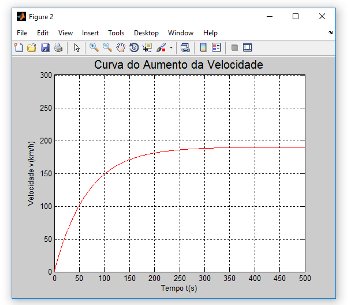 Figure 2
File Edit View Insert Tools Desktop Window Help
Curva do Aumento da Velocidade
300
250
200
150
100
50
0
Velocidade v(km/h)
0 50 100 150 200 250 300 350 400 450 500
Tempo t(s)